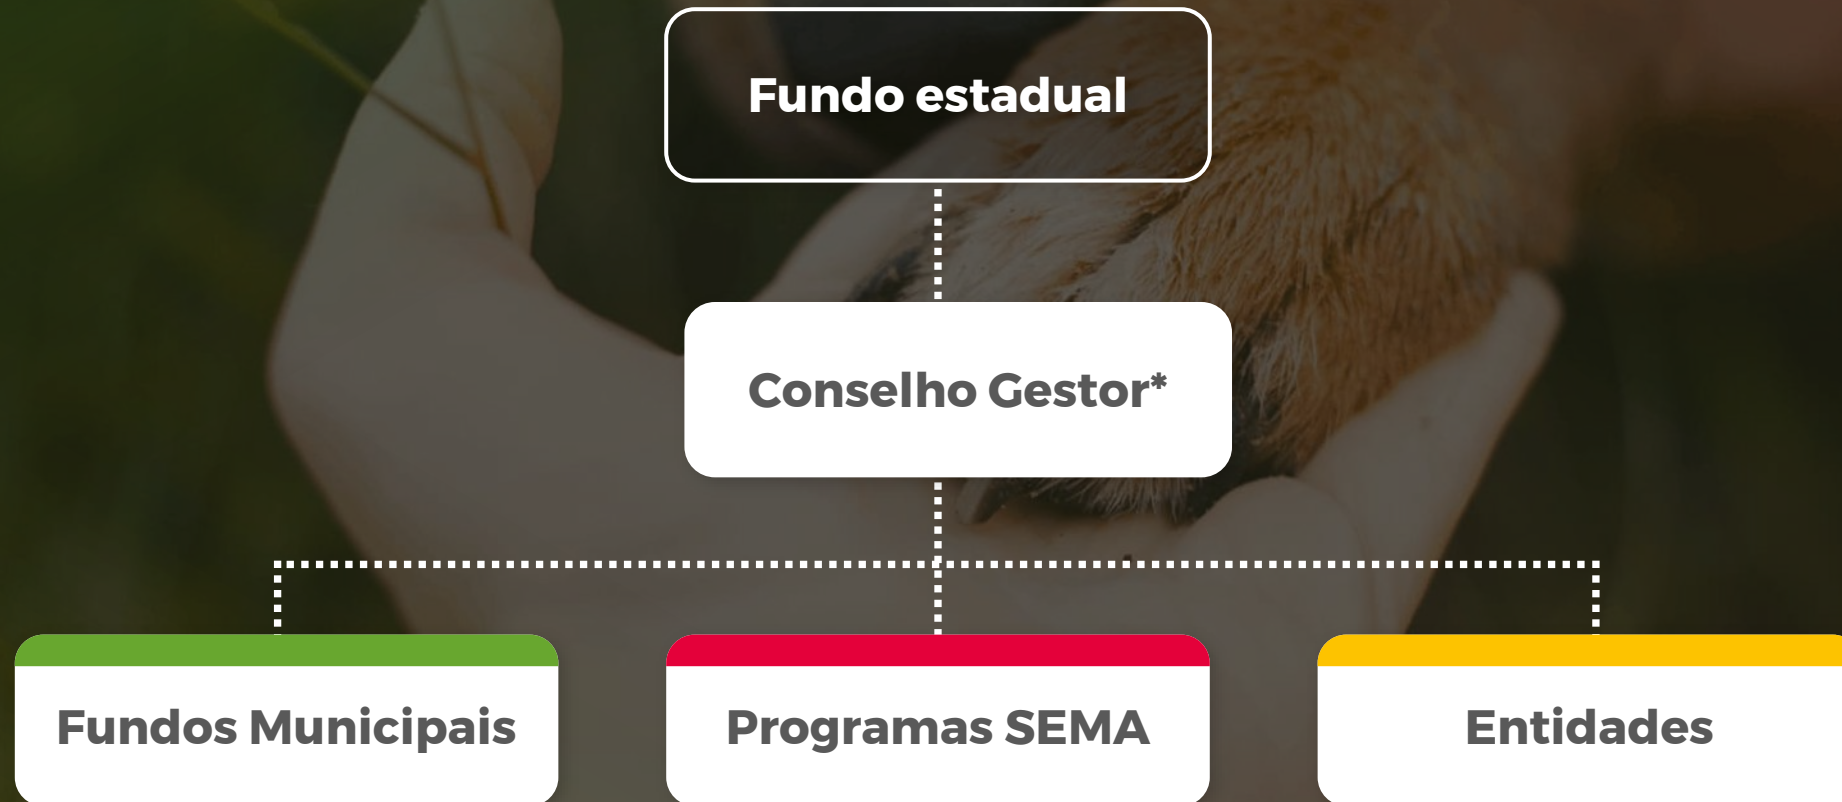 Fundo estadual
Conselho Gestor*
Fundos Municipais
Programas SEMA
Entidades